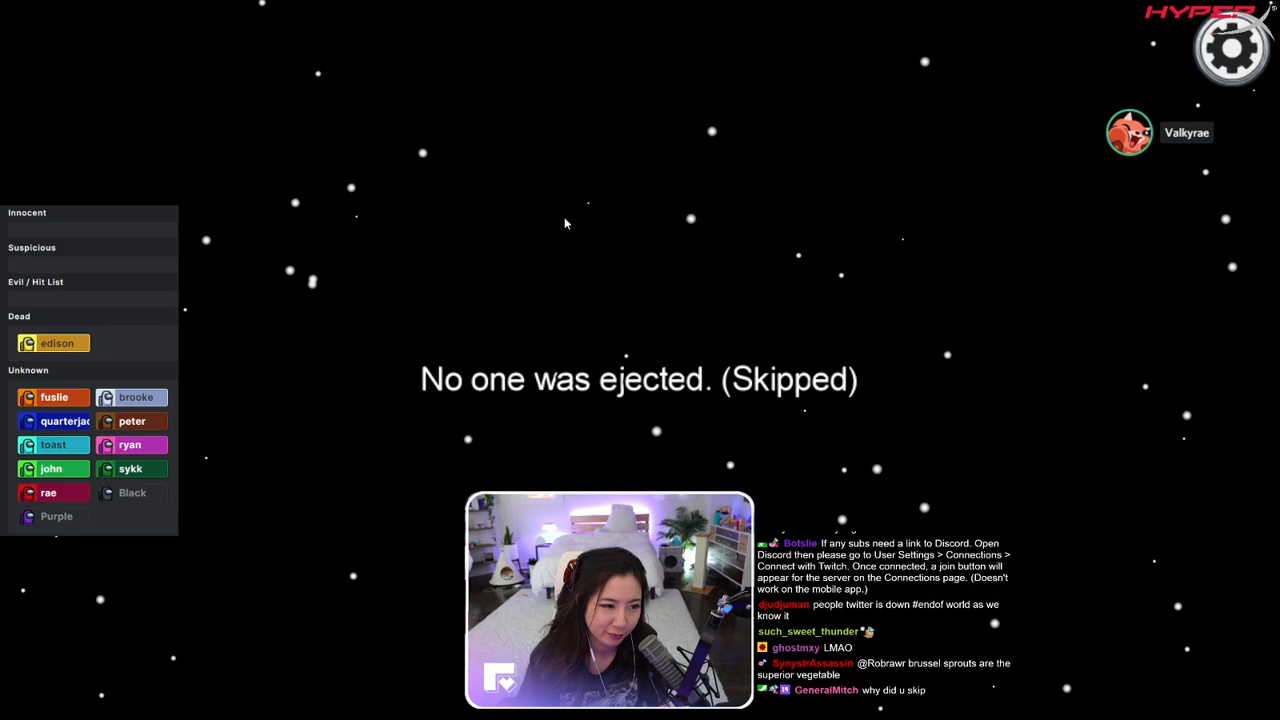 HYPER
Valkyrae
Innocent
Suspicious
Evil / Hit List
Dead
edison
Unknown
fuslie
brooke
quarterjac
peter
toast
ryan
john
sykk
rae
Black
Purple
No one was ejected. (Skipped)
Botslie If any subs need a link to Discord. Open
Discord then please go to User Settings > Connections >
Connect with Twitch. Once connected, a join button will
appear for the server on the Connections page. (Doesn't
work on the mobile app.)
djudjuman people twitter is down #endof world as we
know it
such_sweet_thunder
ghostmxy LMAO
SynystrAssassin @Robrawr brussel sprouts are the
superior vegetable
GeneralMitch why did u skip